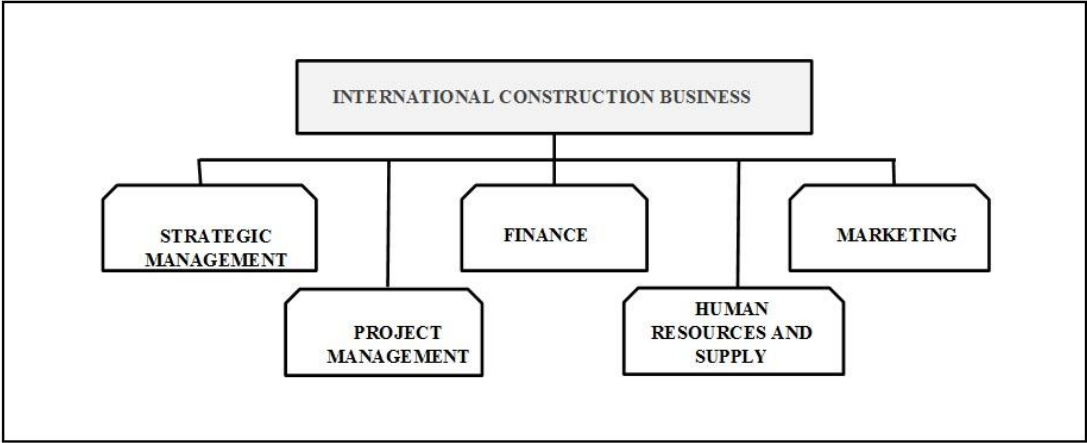 INTERNATIONAL CONSTRUCTION BUSINESS
STRATEGIC
MANAGEMENT
FINANCE
MARKETING
PROJECT
MANAGEMENT
HUMAN
RESOURCES AND
SUPPLY